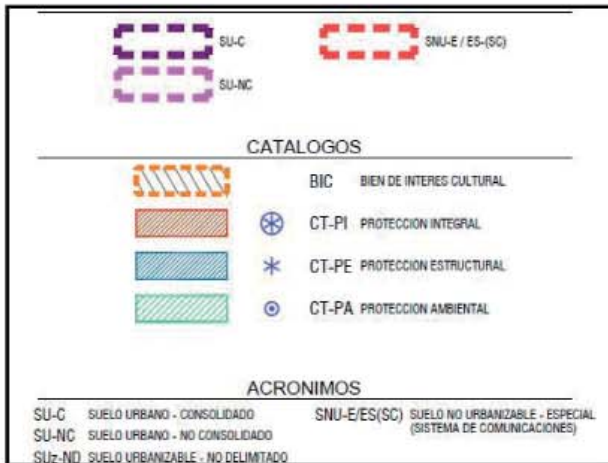 SU-C SNU-E / ES-(SC)
SU-NC
CATALOGOS
BIC BIEN DE INTERES CULTURAL
CT-PI PROTECCION INTEGRAL
CT-PE PROTECCION ESTRUCTURAL
CT-PA PROTECCION AMBIENTAL
ACRONIMOS
SU-C SUELO URBANO - CONSOLIDADO SNU-E/ES(SC) SUELO NO URBANIZABLE - ESPECIAL
(SISTEMA DE COMUNICACIONES)
SU-NC SUELO URBANO - NO CONSOLIDADO
SUz-ND SUELO URBANIZABLE - NO DELIMITADO